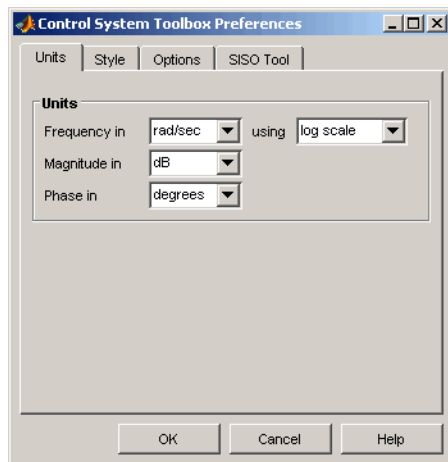 Control System Toolbox Preferences
Units Style Options SISO Tool
Units
Frequency in rad/sec using log scale
Magnitude in dB
Phase in degrees
OK Cancel Help